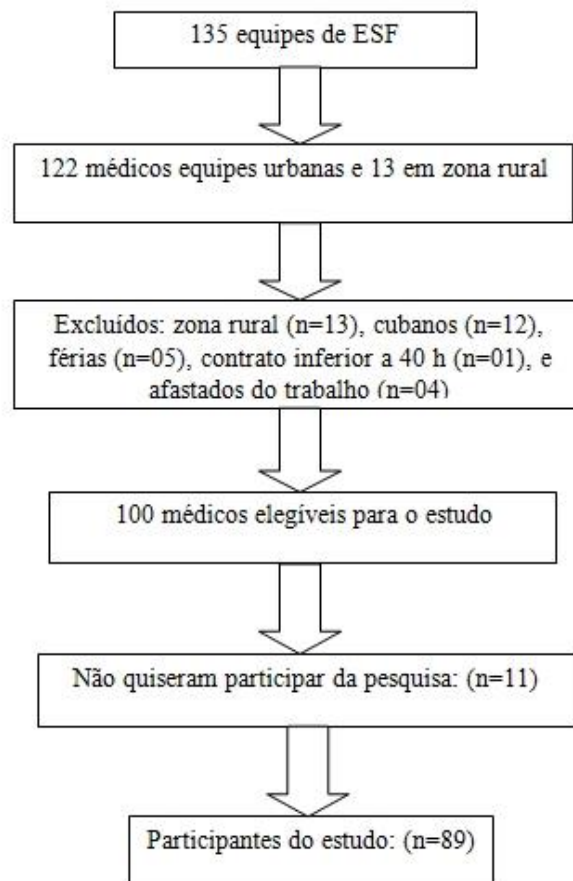 135 equipes de ESF
122 médicos equipes urbanas e 13 em zona rural
Excluídos: zona rural (n=13), cubanos (n=12),
férias (n=05), contrato inferior a 40 h (n=01), e
afastados do trabalho (n=04)
100 médicos elegíveis para o estudo
Não quiseram participar da pesquisa: (n=11)
Participantes do estudo: (n=89)